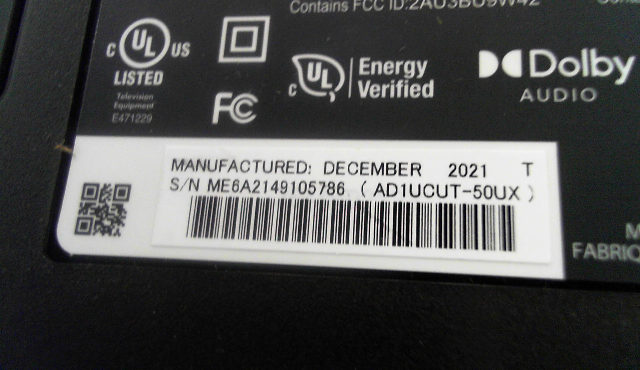 Contains FCC ID:2AU3BU9W42
C UL US
LISTED
Television
Equipment
E471229
FC
C UL
Energy
Verified
Dolby
AUDIO
MANUFACTURED: DECEMBER 2021 T
S/N ME6A2149105786 ( AD1UCUT-50UX )
FABRIQ